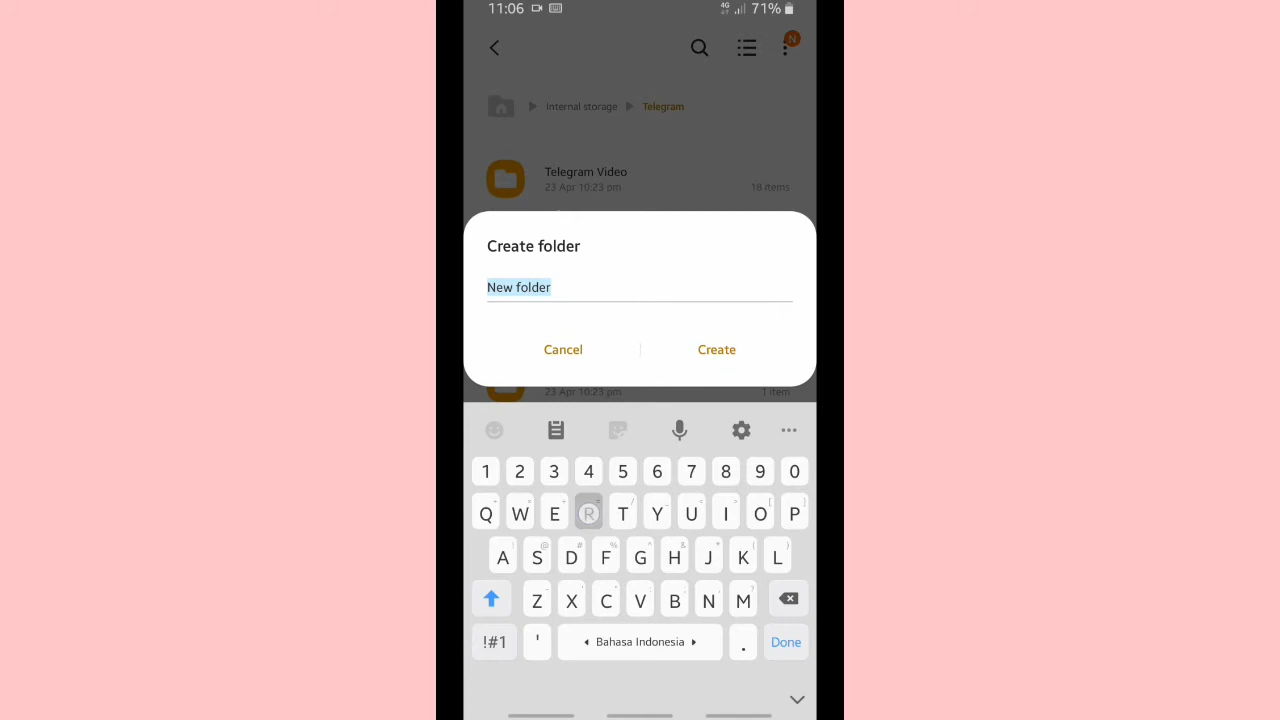 11:06 4G 71%
N
Internal storage Telegram
Telegram Video
23 Apr 10:23 pm 18 items
Create folder
New folder
Cancel Create
23 Apr 10:23 pm 1 item
1 2 3 4 5 6 7 8 9 0
Q W E R T Y U I O P
A S D F G H J K L
Z X C V B N M
!#1 ' Bahasa Indonesia . Done